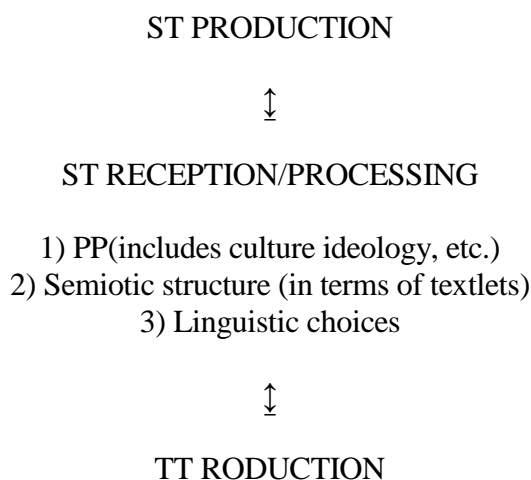 ST PRODUCTION
↨
ST RECEPTION/PROCESSING
1) PP(includes culture ideology, etc.)
2) Semiotic structure (in terms of textlets)
3) Linguistic choices
↨
TT RODUCTION